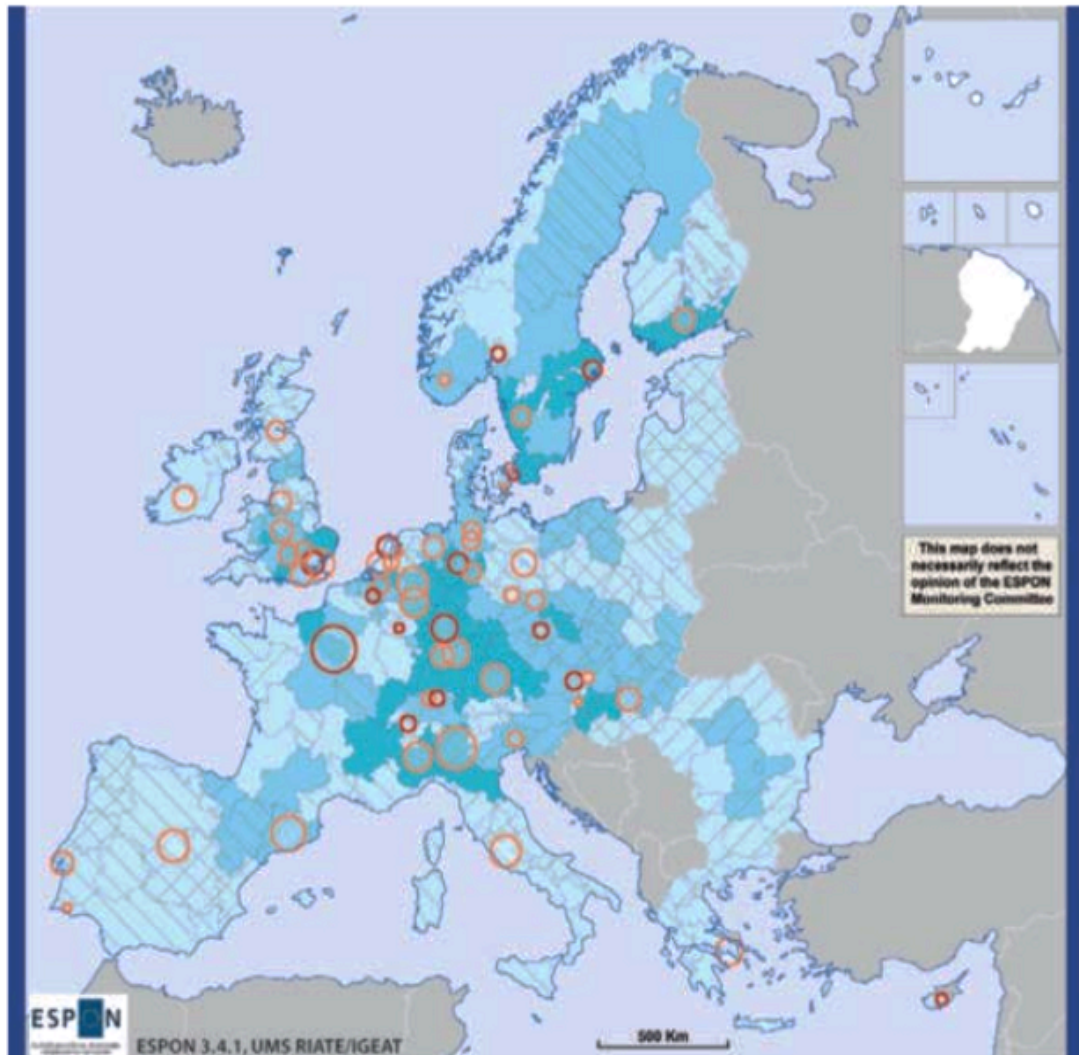 This map does not
necessarily reflect the
opinion of the ESPON
Monitoring Committee
ESPON
ESPON 3.4.1, UMS RIATE/IGEAT
500 Km